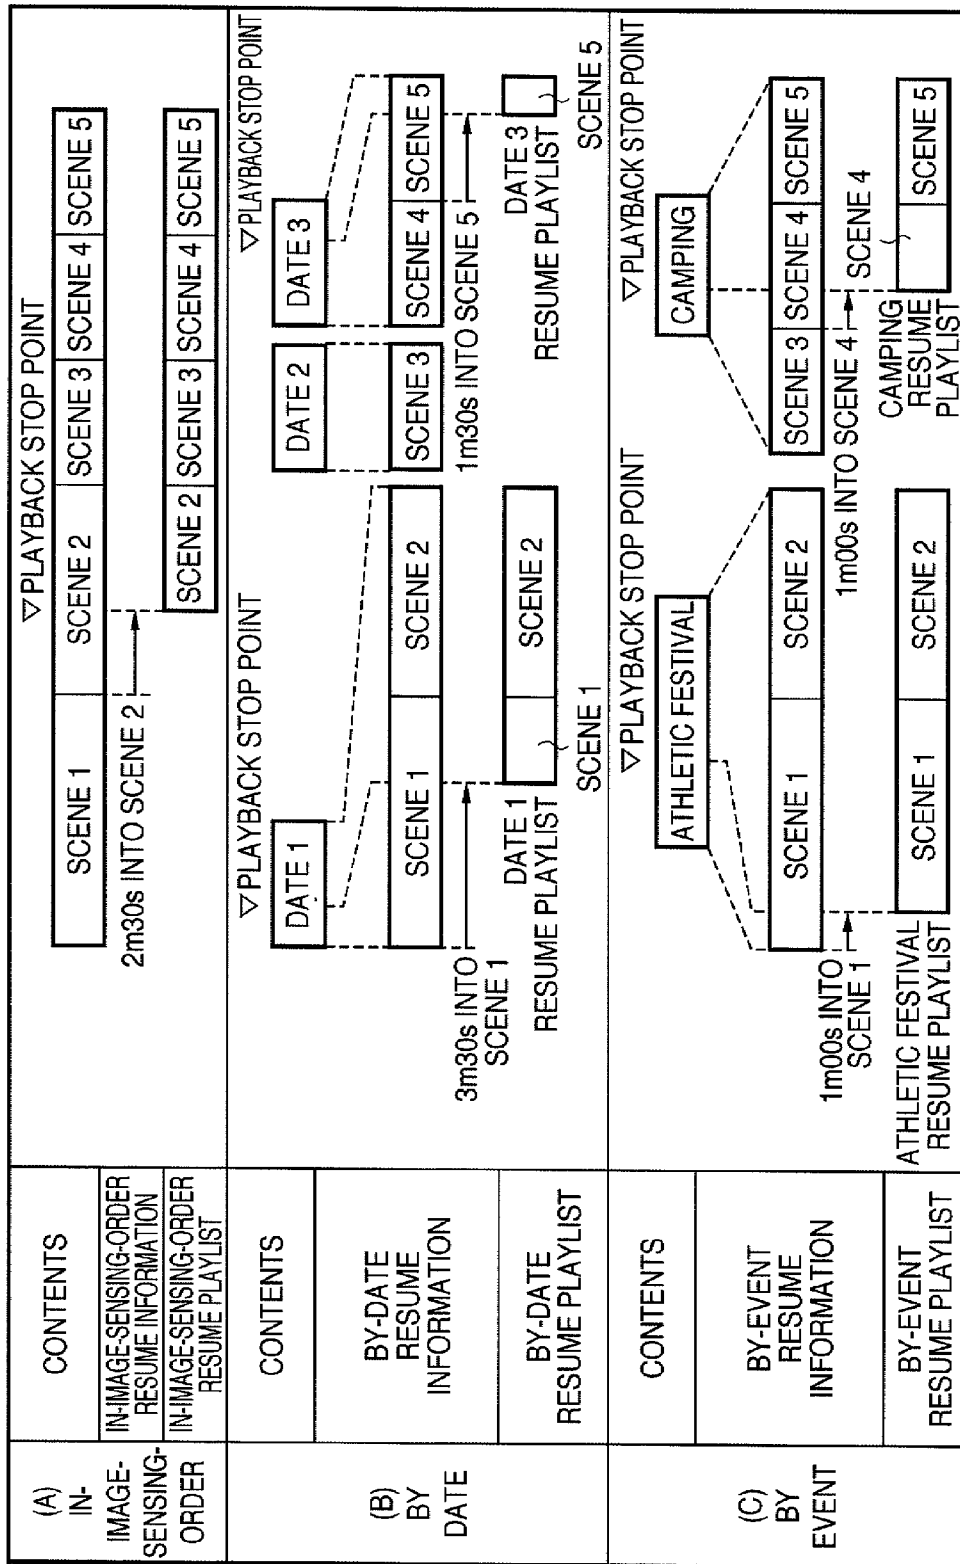 (A)
IN-
IMAGE-
SENSING-
ORDER
CONTENTS
▽PLAYBACK STOP POINT
SCENE 1
SCENE 2
SCENE 3
SCENE 4
SCENE 5
IN-IMAGE-SENSING-ORDER
RESUME INFORMATION
2m30s INTO SCENE 2
IN-IMAGE-SENSING-ORDER
RESUME PLAYLIST
SCENE 2
SCENE 3
SCENE 4
SCENE 5
(B)
BY
DATE
CONTENTS
▽PLAYBACK STOP POINT
▽PLAYBACK STOP POINT
DATE 1
DATE 2
DATE 3
BY-DATE
RESUME
INFORMATION
SCENE 1
SCENE 2
SCENE 3
SCENE 4
SCENE 5
3m30s INTO
SCENE 1
1m30s INTO SCENE 5
BY-DATE
RESUME PLAYLIST
DATE 1
RESUME PLAYLIST
SCENE 2
SCENE 1
DATE 3
RESUME PLAYLIST
SCENE 5
(C)
BY
EVENT
CONTENTS
▽PLAYBACK STOP POINT
▽PLAYBACK STOP POINT
ATHLETIC FESTIVAL
CAMPING
BY-EVENT
RESUME
INFORMATION
SCENE 1
SCENE 2
SCENE 3
SCENE 4
SCENE 5
1m00s INTO
SCENE 1
1m00s INTO SCENE 4
SCENE 4
BY-EVENT
RESUME PLAYLIST
ATHLETIC FESTIVAL
RESUME PLAYLIST
SCENE 1
SCENE 2
CAMPING
RESUME
PLAYLIST
SCENE 5